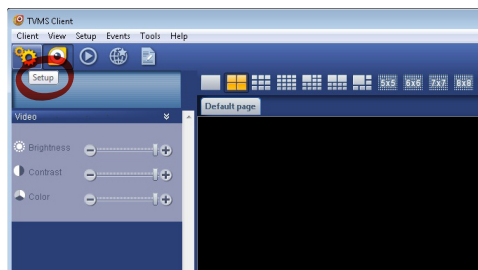 TVMS Client
Client View Setup Events Tools Help
Setup
5x5 6x6 7x7 8x8
Default page
Video
Brightness
Contrast
Color